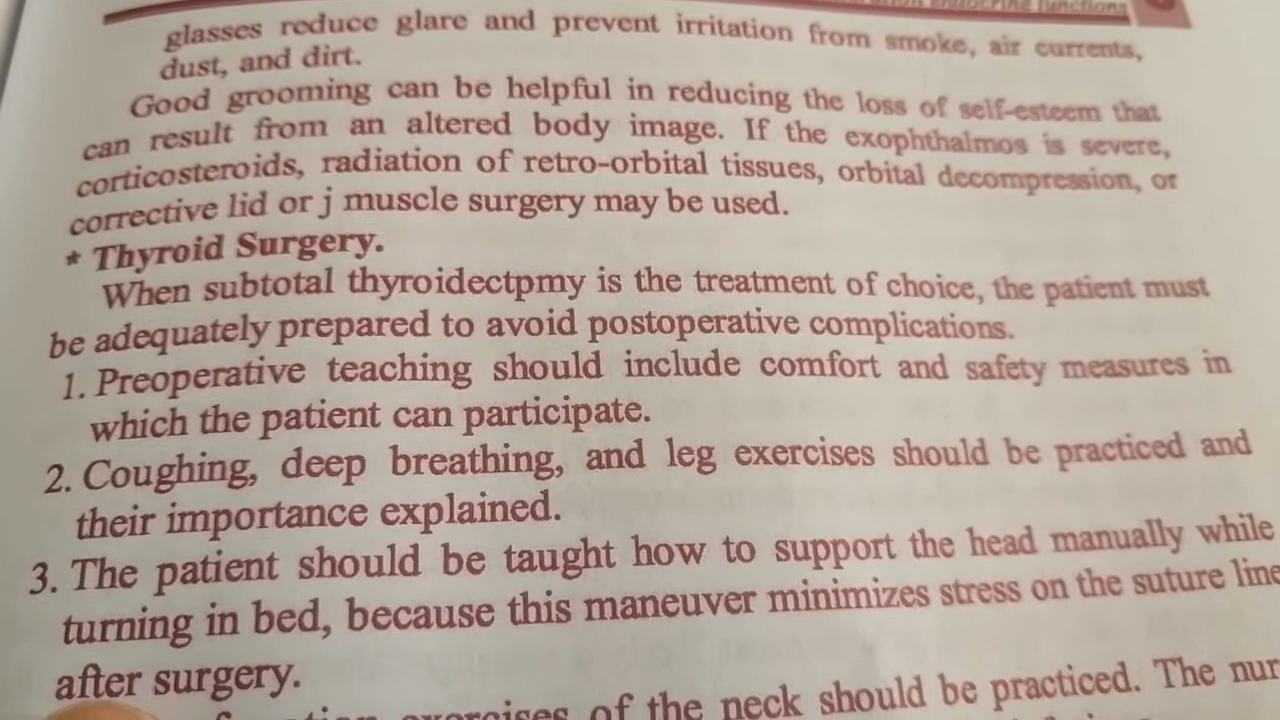 endocrine functions
glasses reduce glare and prevent irritation from smoke, air currents,
dust, and dirt.
Good grooming can be helpful in reducing the loss of self-esteem that
can result from an altered body image. If the exophthalmos is severe,
corticosteroids, radiation of retro-orbital tissues, orbital decompression, or
corrective lid or j muscle surgery may be used.
* Thyroid Surgery.
When subtotal thyroidectpmy is the treatment of choice, the patient must
be adequately prepared to avoid postoperative complications.
1. Preoperative teaching should include comfort and safety measures in
which the patient can participate.
2. Coughing, deep breathing, and leg exercises should be practiced and
their importance explained.
3. The patient should be taught how to support the head manually while
turning in bed, because this maneuver minimizes stress on the suture line
after surgery.
exercises of the neck should be practiced. The nur